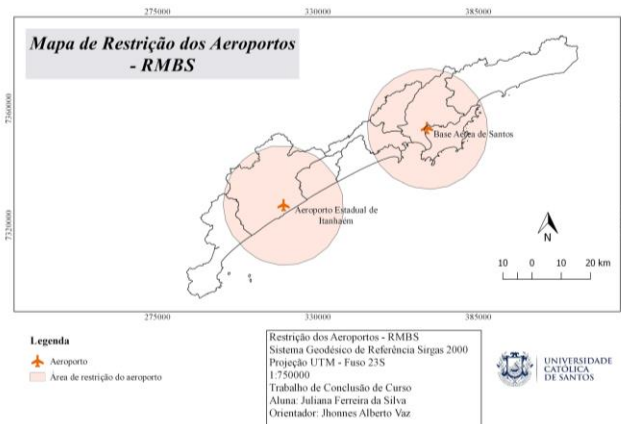 275000 330000 385000
Mapa de Restrição dos Aeroportos
- RMBS
7360000
Base Aérea de Santos
Aeroporto Estadual de
Itanhaém
7320000
N
10 0 10 20 km
275000 330000 385000
Legenda
Aeroporto
Área de restrição do aeroporto
Restrição dos Aeroportos - RMBS
Sistema Geodésico de Referência Sirgas 2000
Projeção UTM - Fuso 23S
1:750000
Trabalho de Conclusão de Curso
Aluna: Juliana Ferreira da Silva
Orientador: Jhonnes Alberto Vaz
UNIVERSIDADE
CATÓLICA
DE SANTOS